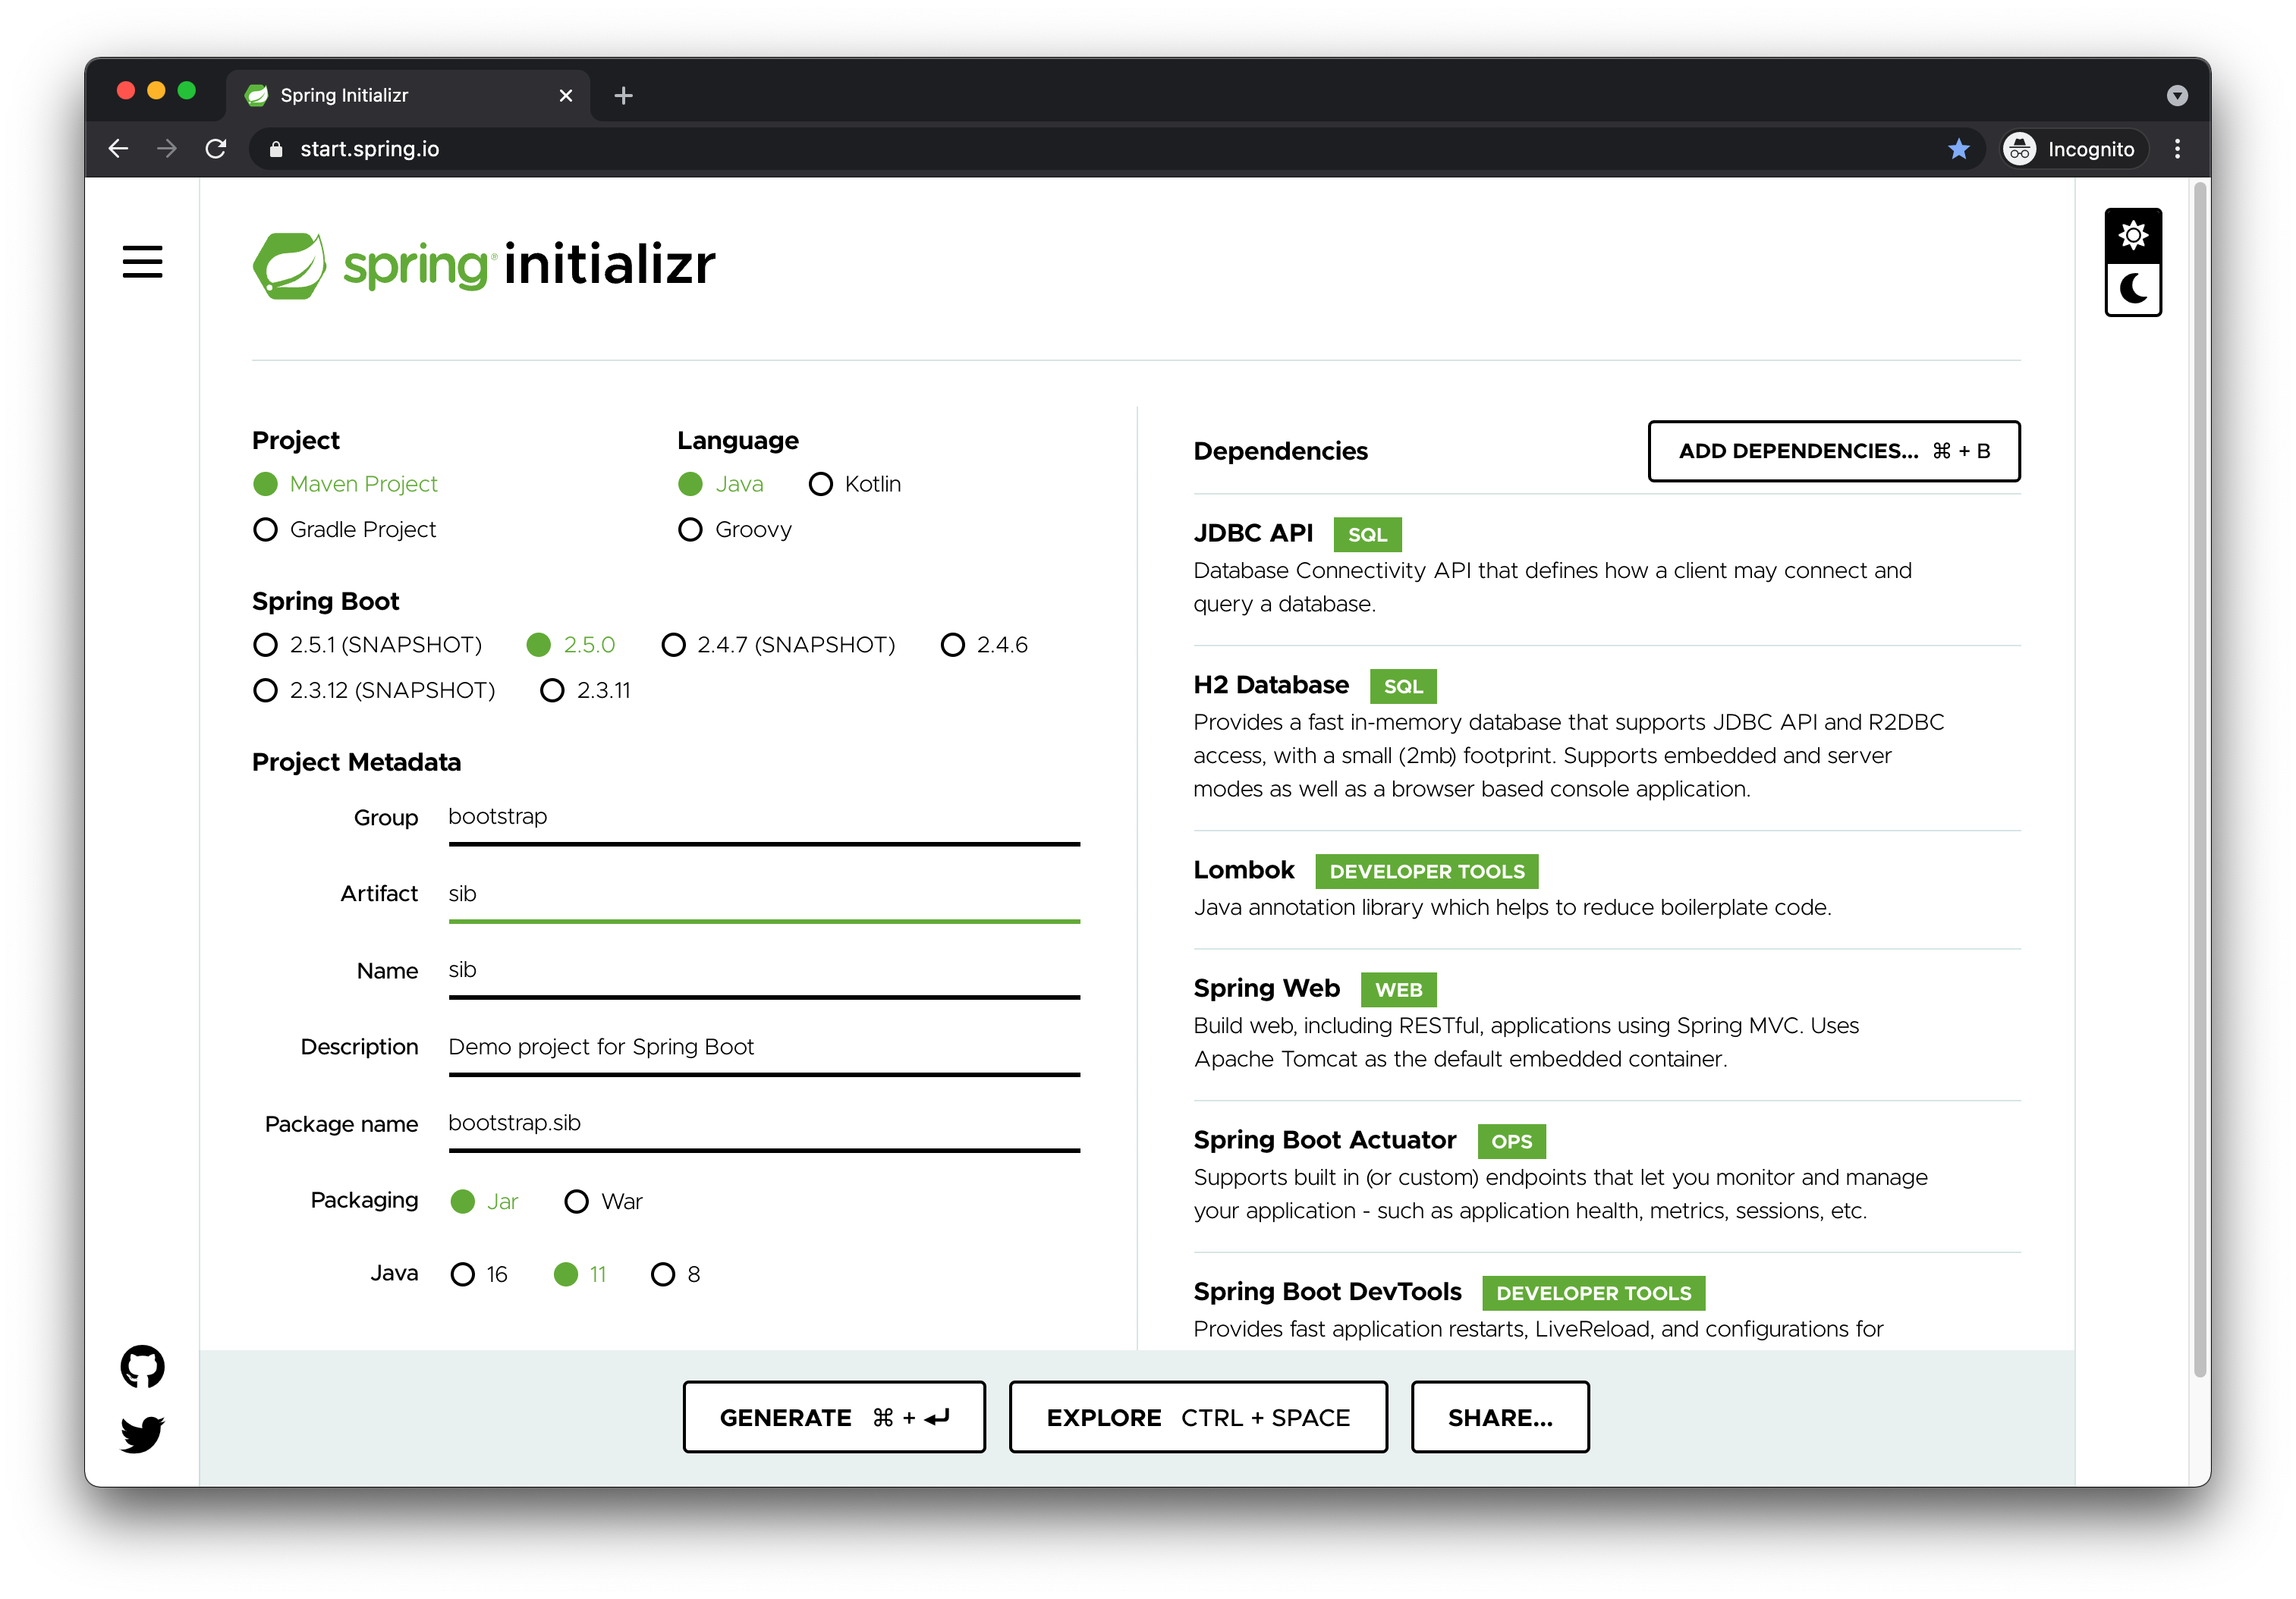 Spring Initializr
start.spring.io
Incognito
spring® initializr
Project
Maven Project
Gradle Project
Language
Java Kotlin
Groovy
Spring Boot
2.5.1 (SNAPSHOT) 2.5.0 2.4.7 (SNAPSHOT) 2.4.6
2.3.12 (SNAPSHOT) 2.3.11
Project Metadata
Group bootstrap
Artifact sib
Name sib
Description Demo project for Spring Boot
Package name bootstrap.sib
Packaging Jar War
Java 16 11 8
Dependencies ADD DEPENDENCIES... ⌘ + B
JDBC API SQL
Database Connectivity API that defines how a client may connect and
query a database.
H2 Database SQL
Provides a fast in-memory database that supports JDBC API and R2DBC
access, with a small (2mb) footprint. Supports embedded and server
modes as well as a browser based console application.
Lombok DEVELOPER TOOLS
Java annotation library which helps to reduce boilerplate code.
Spring Web WEB
Build web, including RESTful, applications using Spring MVC. Uses
Apache Tomcat as the default embedded container.
Spring Boot Actuator OPS
Supports built in (or custom) endpoints that let you monitor and manage
your application - such as application health, metrics, sessions, etc.
Spring Boot DevTools DEVELOPER TOOLS
Provides fast application restarts, LiveReload, and configurations for
GENERATE ⌘ + ↵ EXPLORE CTRL + SPACE SHARE...